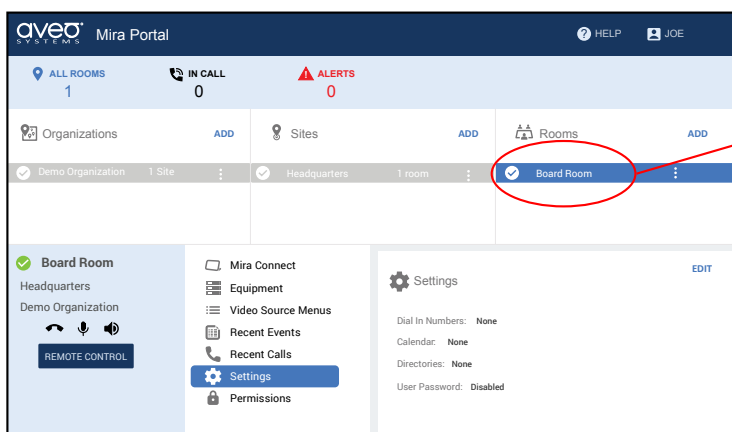 aveo
SYSTEMS
Mira Portal
HELP
JOE
ALL ROOMS
1
IN CALL
0
ALERTS
0
Organizations ADD
Sites ADD
Rooms ADD
Demo Organization 1 Site
Headquarters 1 room
Board Room
Board Room
Headquarters
Demo Organization
REMOTE CONTROL
Mira Connect
Equipment
Video Source Menus
Recent Events
Recent Calls
Settings
Permissions
Settings
EDIT
Dial In Numbers: None
Calendar: None
Directories: None
User Password: Disabled